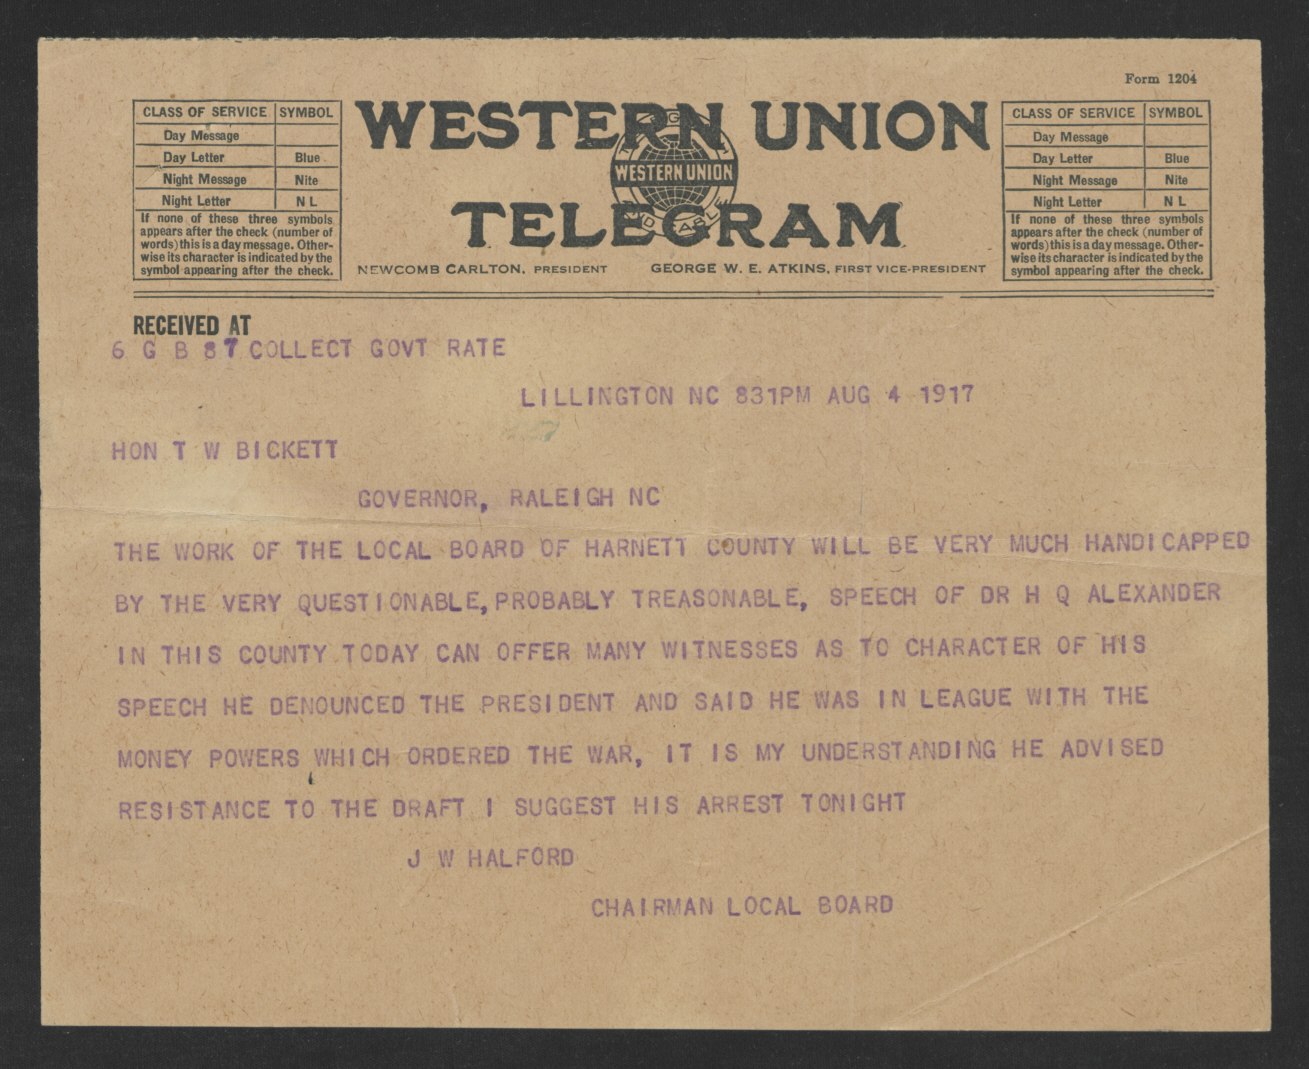 Form 1204
CLASS OF SERVICE SYMBOL
Day Message
Day Letter Blue
Night Message Nite
Night Letter N L
If none of these three symbols
appears after the check (number of
words) this is a day message. Other-
wise its character is indicated by the
symbol appearing after the check.
WESTERN UNION
WESTERN UNION
TELEGRAM
NEWCOMB CARLTON, PRESIDENT GEORGE W. E. ATKINS, FIRST VICE-PRESIDENT
CLASS OF SERVICE SYMBOL
Day Message
Day Letter Blue
Night Message Nite
Night Letter N L
If none of these three symbols
appears after the check (number of
words) this is a day message. Other-
wise its character is indicated by the
symbol appearing after the check.
RECEIVED AT
6 G B 87 COLLECT GOVT RATE
LILLINGTON NC 831PM AUG 4 1917
HON T W BICKETT
GOVERNOR, RALEIGH NC
THE WORK OF THE LOCAL BOARD OF HARNETT COUNTY WILL BE VERY MUCH HANDICAPPED
BY THE VERY QUESTIONABLE, PROBABLY TREASONABLE, SPEECH OF DR H Q ALEXANDER
IN THIS COUNTY TODAY CAN OFFER MANY WITNESSES AS TO CHARACTER OF HIS
SPEECH HE DENOUNCED THE PRESIDENT AND SAID HE WAS IN LEAGUE WITH THE
MONEY POWERS WHICH ORDERED THE WAR, IT IS MY UNDERSTANDING HE ADVISED
RESISTANCE TO THE DRAFT I SUGGEST HIS ARREST TONIGHT
J W HALFORD
CHAIRMAN LOCAL BOARD